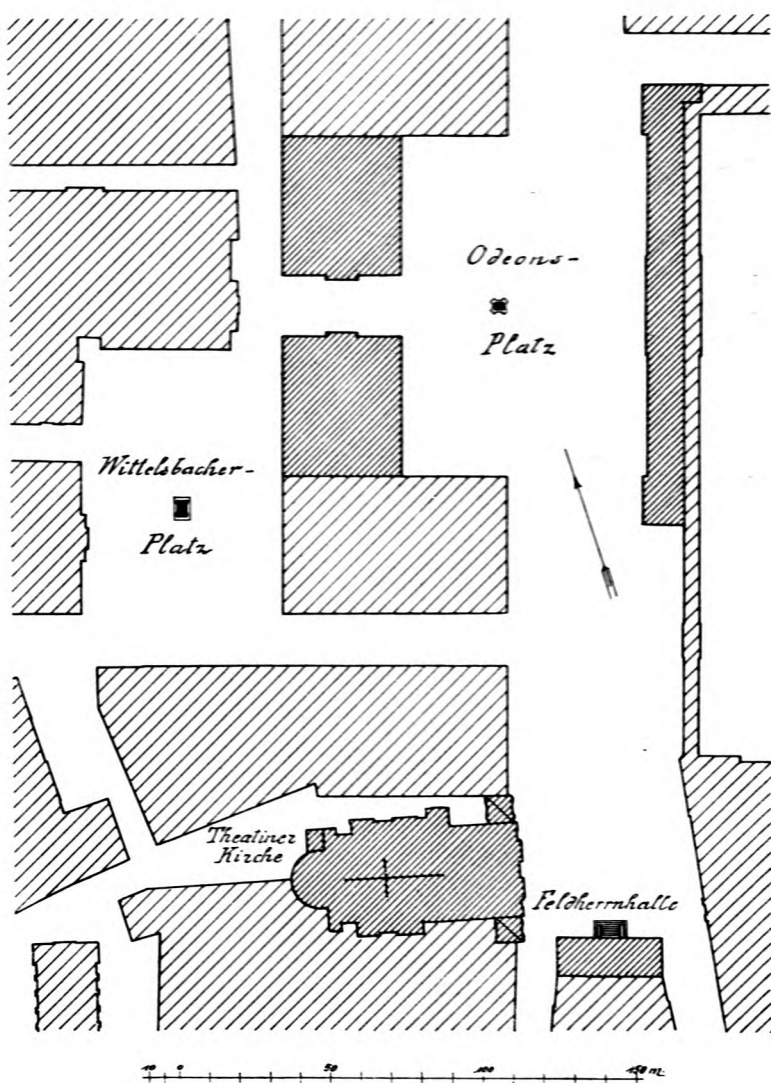 Odeons-
Platz
Wittelsbacher-
Platz
Theatiner
Kirche
Feldherrnhalle
10 0 50 100 150 m.